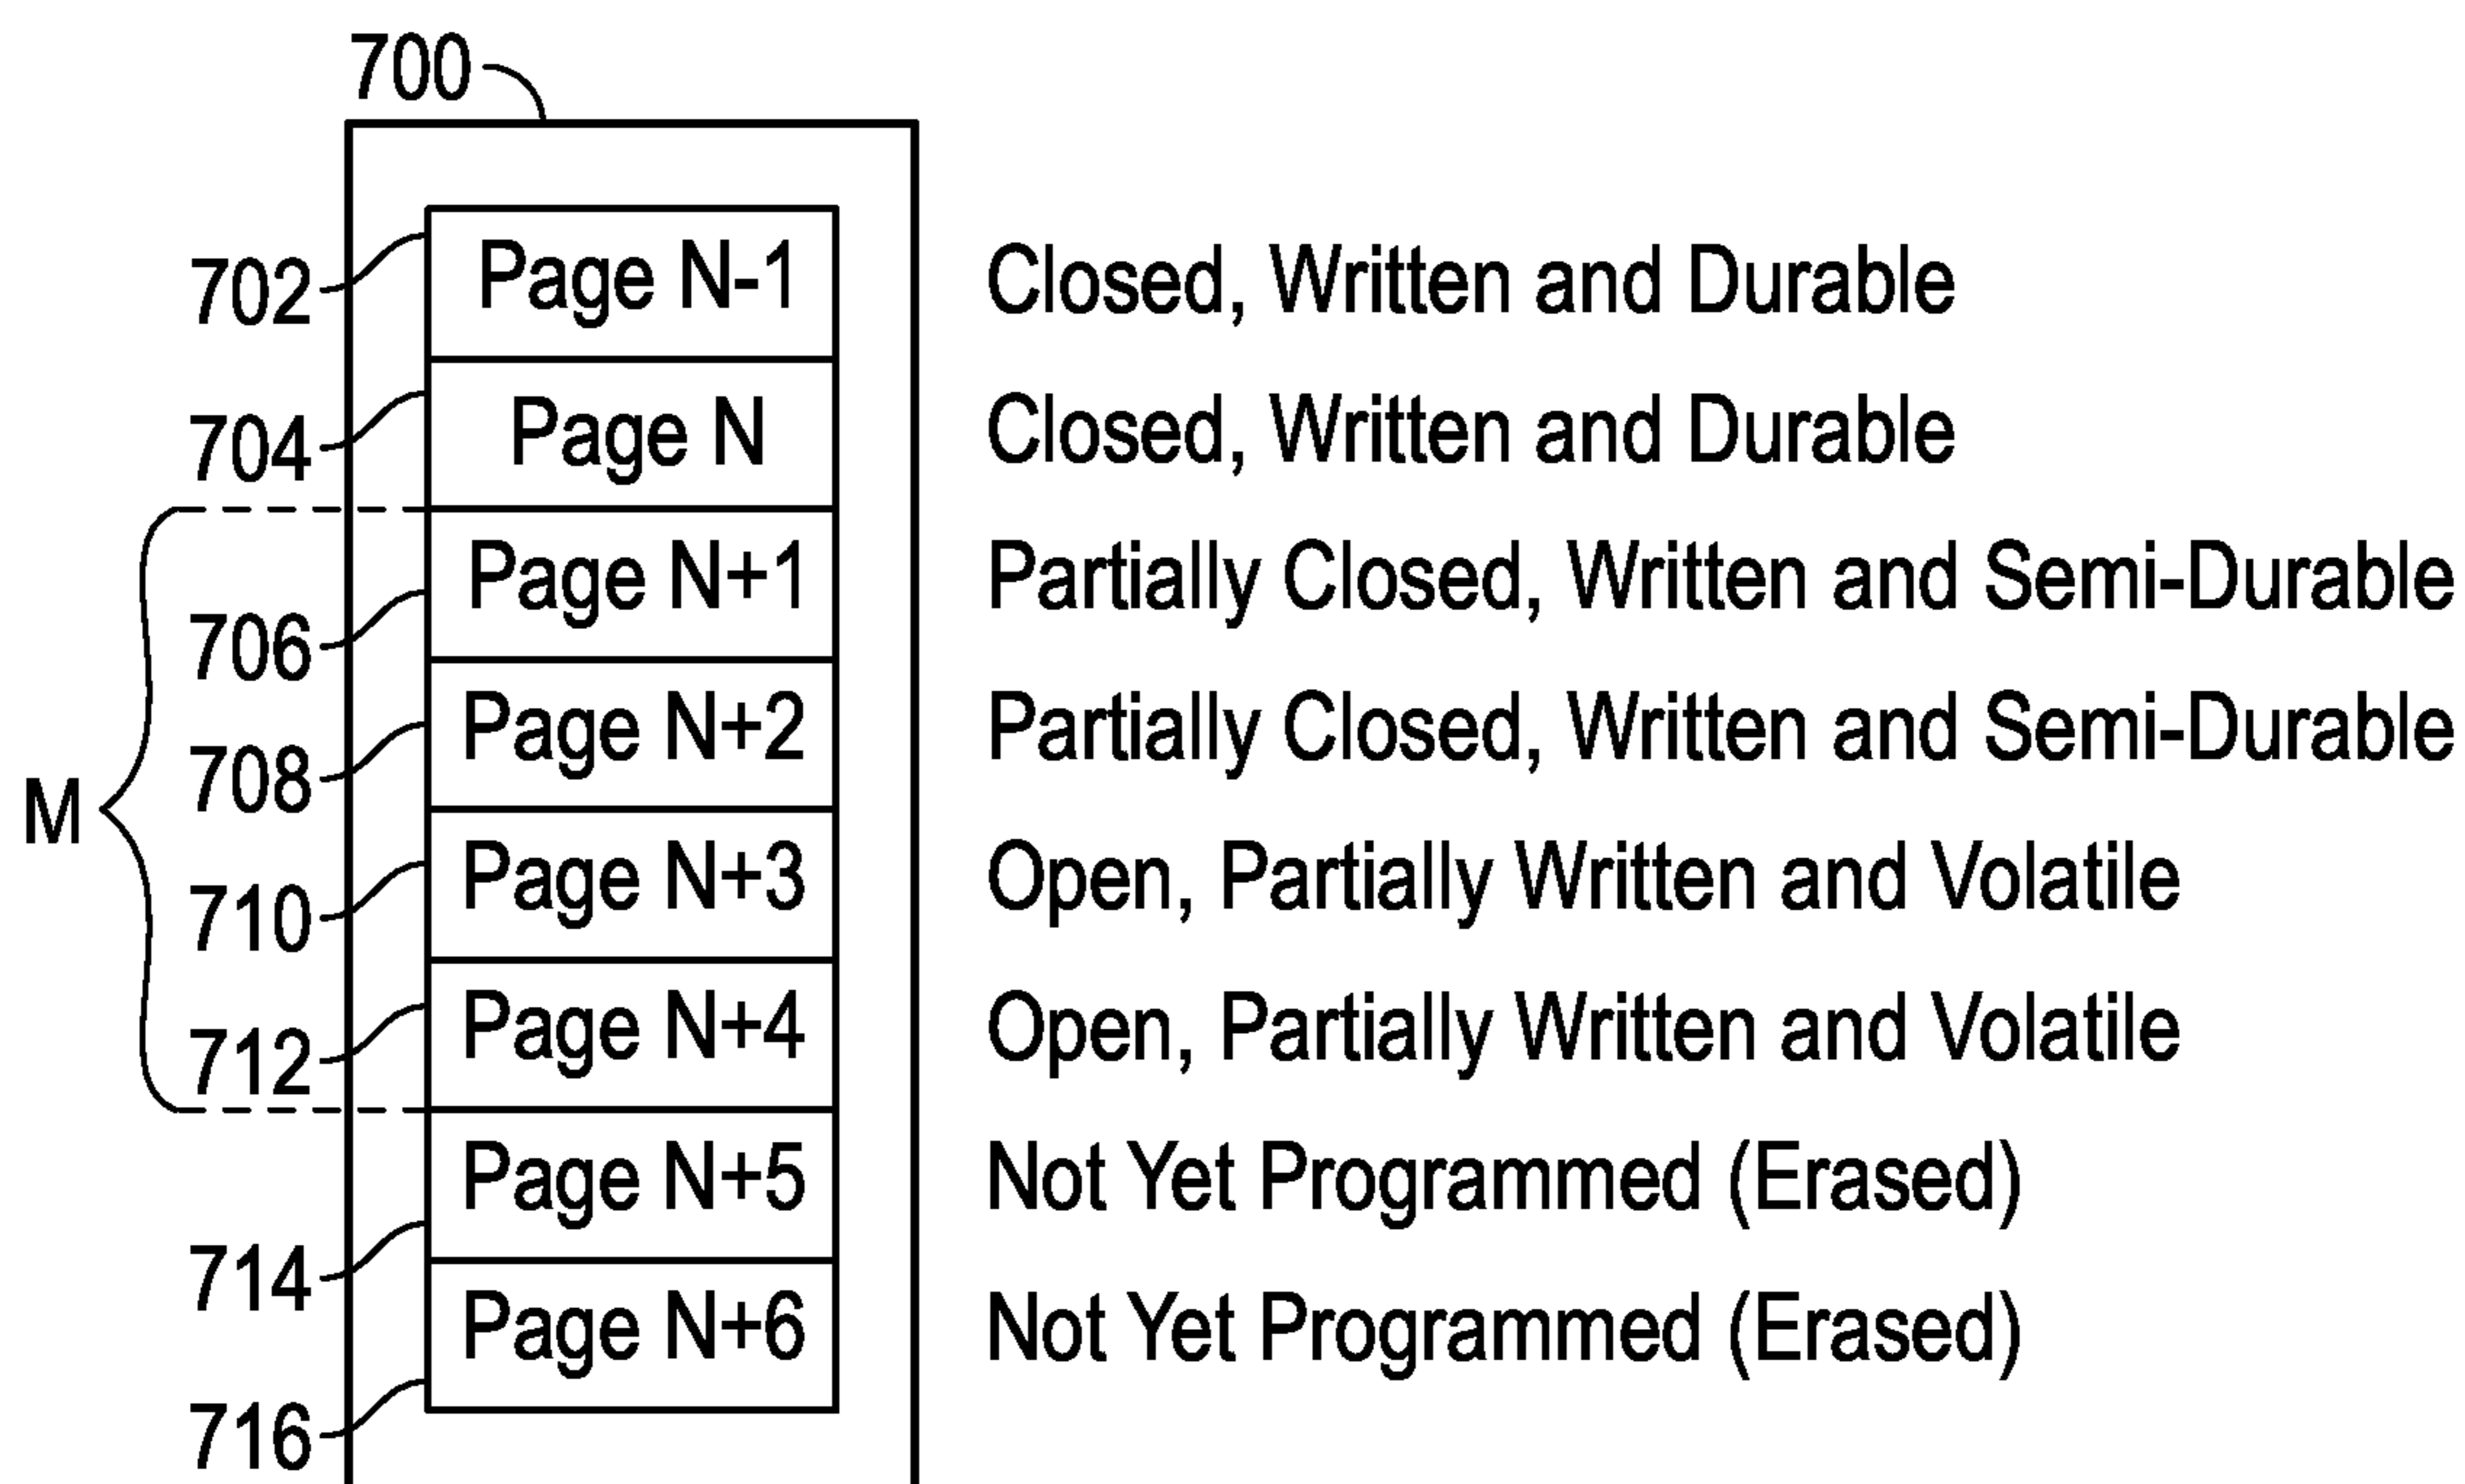 700
702 Page N-1 Closed, Written and Durable
704 Page N Closed, Written and Durable
706 Page N+1 Partially Closed, Written and Semi-Durable
708 Page N+2 Partially Closed, Written and Semi-Durable
M
710 Page N+3 Open, Partially Written and Volatile
712 Page N+4 Open, Partially Written and Volatile
714 Page N+5 Not Yet Programmed (Erased)
716 Page N+6 Not Yet Programmed (Erased)